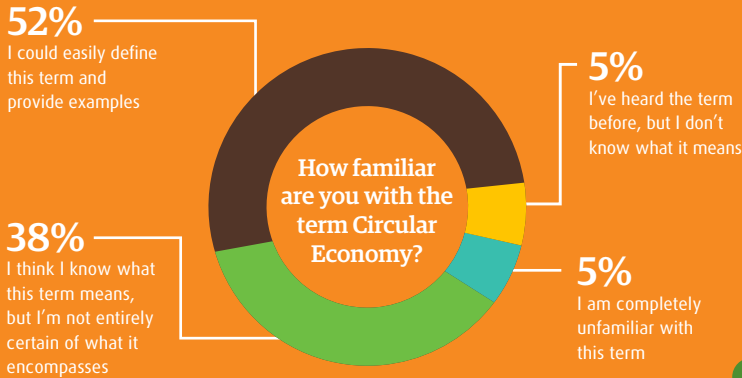 52%
I could easily define
this term and
provide examples
5%
I've heard the term
before, but I don't
know what it means
How familiar
are you with the
term Circular
Economy?
38%
I think I know what
this term means,
but I'm not entirely
certain of what it
encompasses
5%
I am completely
unfamiliar with
this term